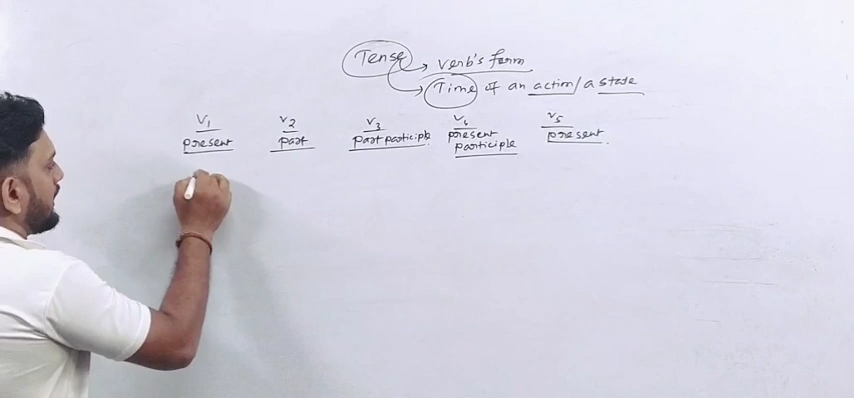 Tense
verb's form
Time of an action/a state
V1 V2 V3 V4 V5
present past past participle present participle present